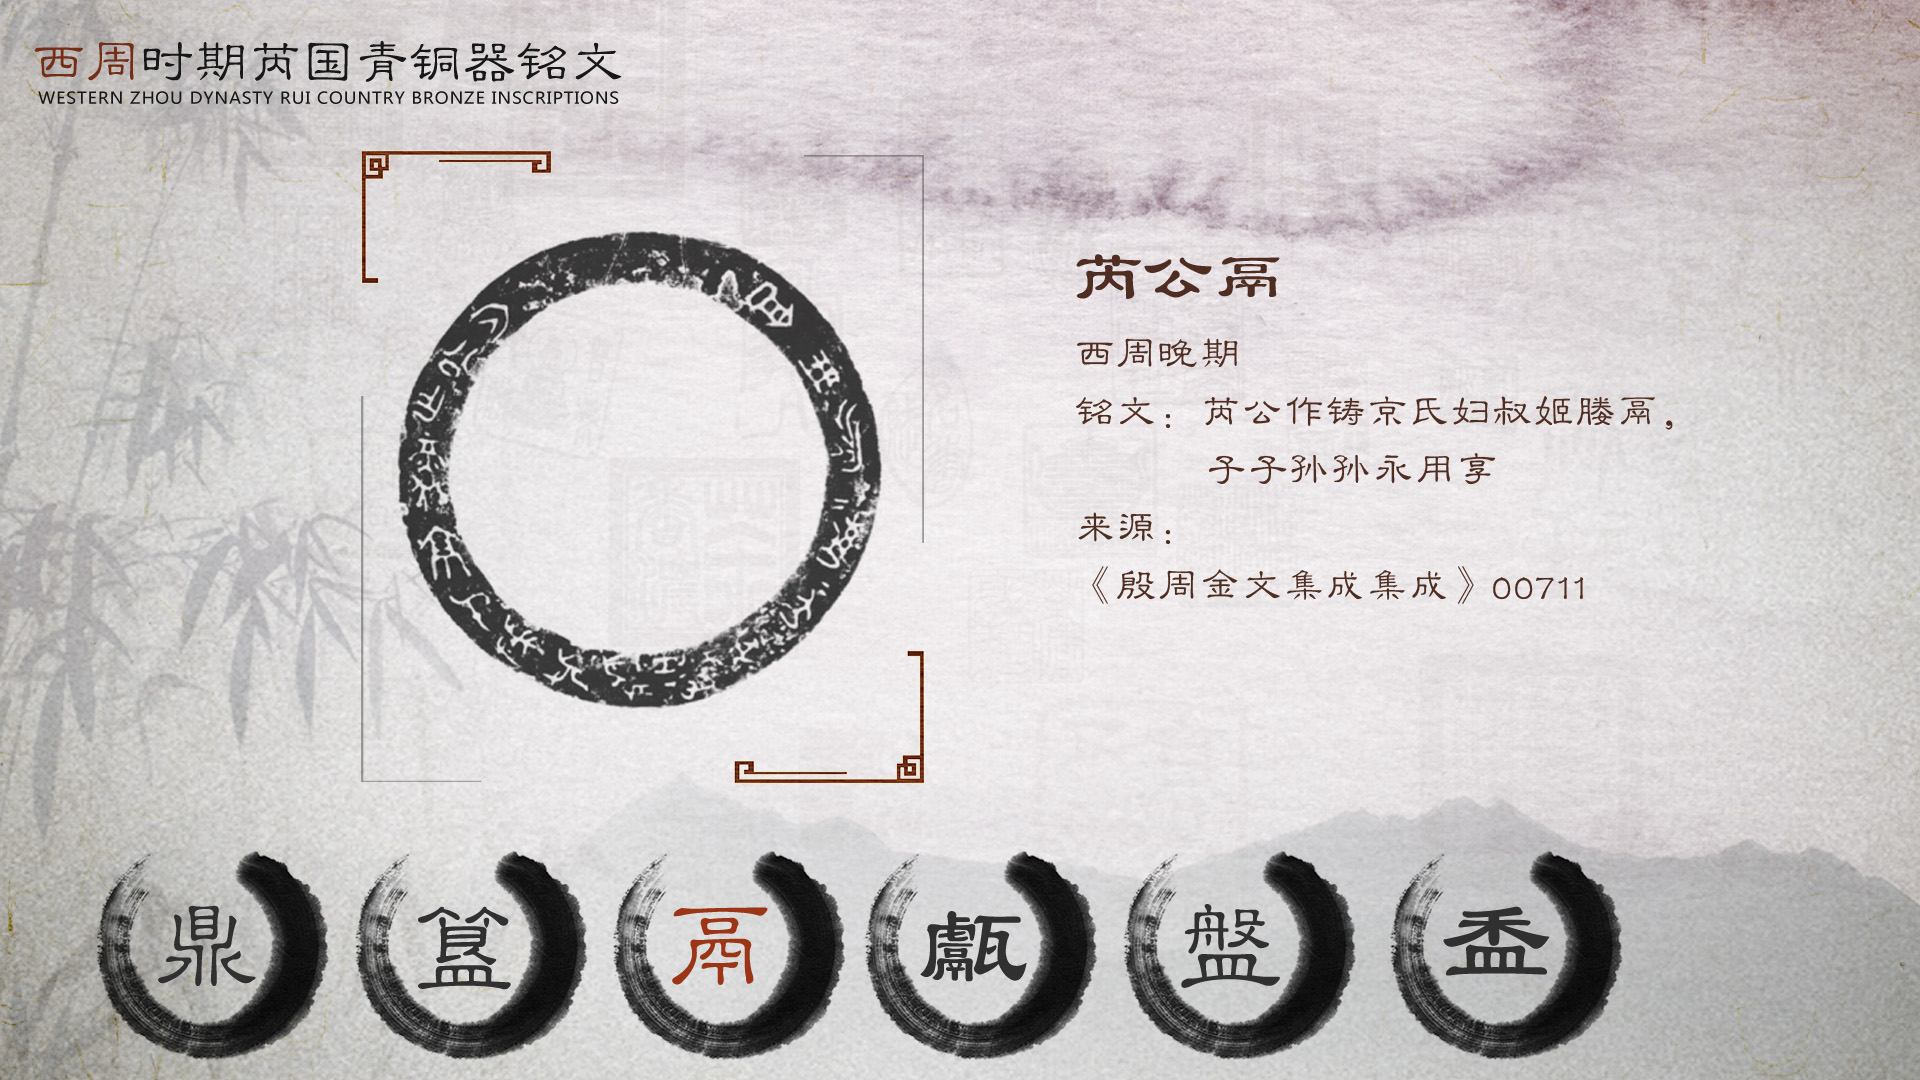 西周时期芮国青铜器铭文
WESTERN ZHOU DYNASTY RUI COUNTRY BRONZE INSCRIPTIONS
芮公鬲
西周晚期
铭文：芮公作铸京氏妇叔姬媵鬲，
子子孙孙永用享
来源：
《殷周金文集成集成》00711
鼎
簋
鬲
甗
盘
盉